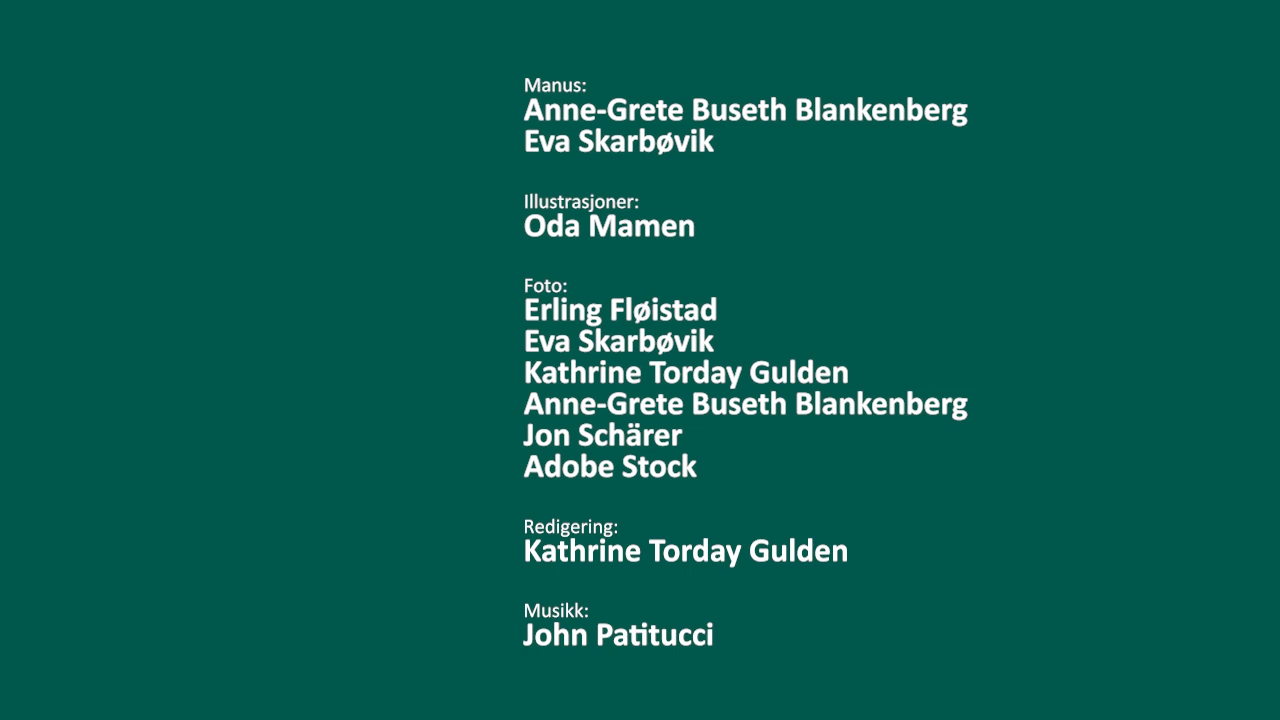 Manus:
Anne-Grete Buseth Blankenberg
Eva Skarbøvik
Illustrasjoner:
Oda Mamen
Foto:
Erling Fløistad
Eva Skarbøvik
Kathrine Torday Gulden
Anne-Grete Buseth Blankenberg
Jon Schärer
Adobe Stock
Redigering:
Kathrine Torday Gulden
Musikk:
John Patitucci